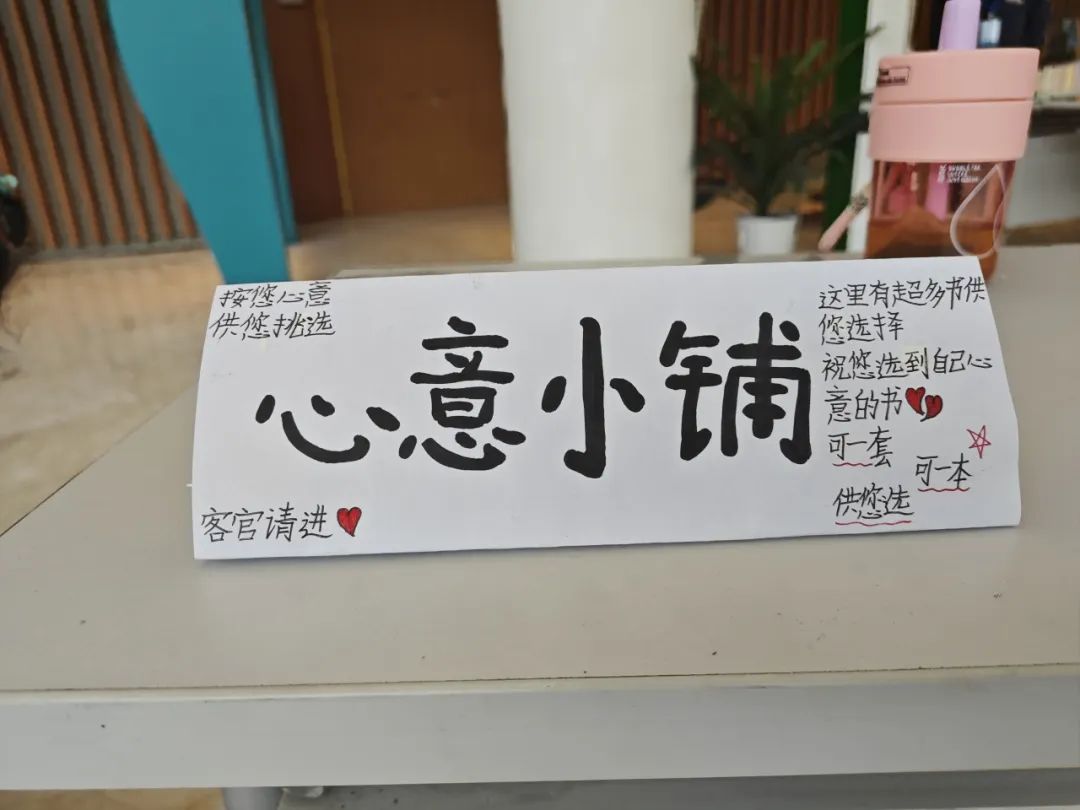 按您心意
供您挑选
心意小铺
客官请进
这里有超多书供
您选择
祝您选到自己心
意的书
可一套
可一本
供您选